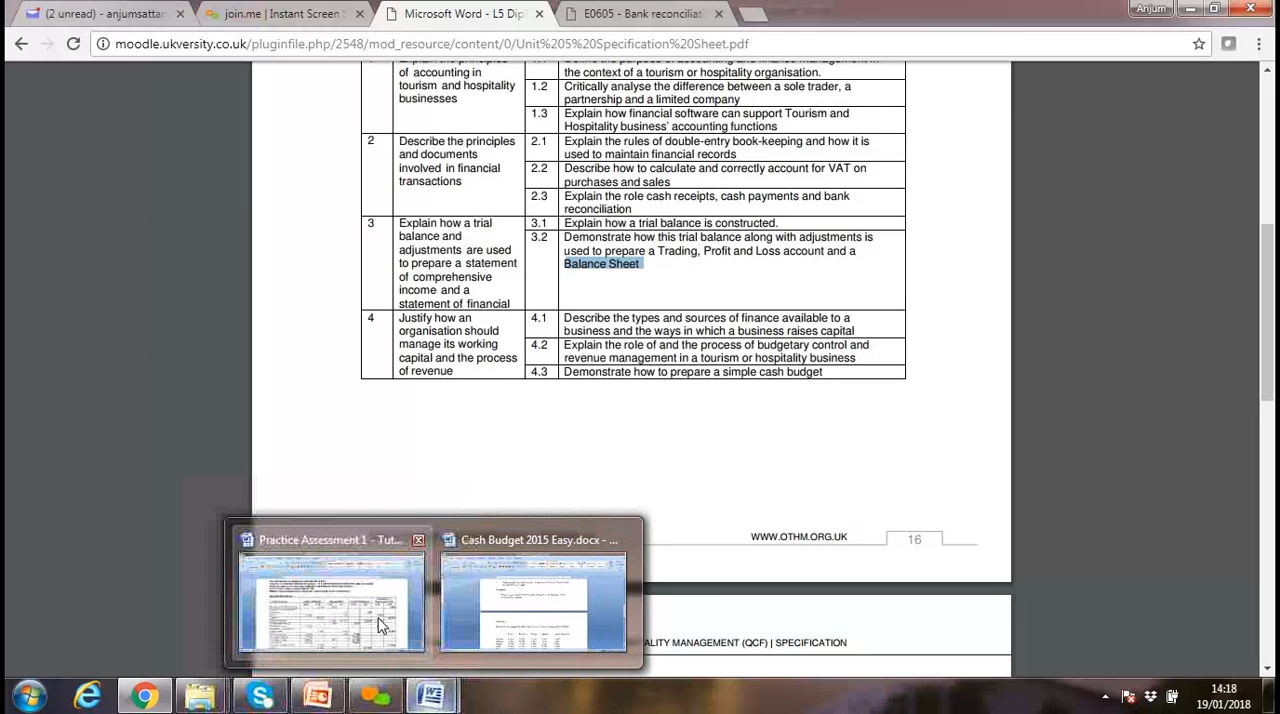 (2 unread) - anjumsattar
join.me | Instant Screen S
Microsoft Word - L5 Dip
E0605 - Bank reconciliat
Anjum
moodle.ukversity.co.uk/pluginfile.php/2548/mod_resource/content/0/Unit%205%20Specification%20Sheet.pdf
of accounting in
tourism and hospitality
businesses
the context of a tourism or hospitality organisation.
1.2 Critically analyse the difference between a sole trader, a
partnership and a limited company
1.3 Explain how financial software can support Tourism and
Hospitality business' accounting functions
2 Describe the principles
and documents
involved in financial
transactions
2.1 Explain the rules of double-entry book-keeping and how it is
used to maintain financial records
2.2 Describe how to calculate and correctly account for VAT on
purchases and sales
2.3 Explain the role cash receipts, cash payments and bank
reconciliation
3 Explain how a trial
balance and
adjustments are used
to prepare a statement
of comprehensive
income and a
statement of financial
3.1 Explain how a trial balance is constructed.
3.2 Demonstrate how this trial balance along with adjustments is
used to prepare a Trading, Profit and Loss account and a
Balance Sheet
4 Justify how an
organisation should
manage its working
capital and the process
of revenue
4.1 Describe the types and sources of finance available to a
business and the ways in which a business raises capital
4.2 Explain the role of and the process of budgetary control and
revenue management in a tourism or hospitality business
4.3 Demonstrate how to prepare a simple cash budget
WWW.OTHM.ORG.UK 16
Practice Assessment 1 - Tut...
Cash Budget 2015 Easy.docx - ...
ALITY MANAGEMENT (QCF) | SPECIFICATION
14:18
19/01/2018